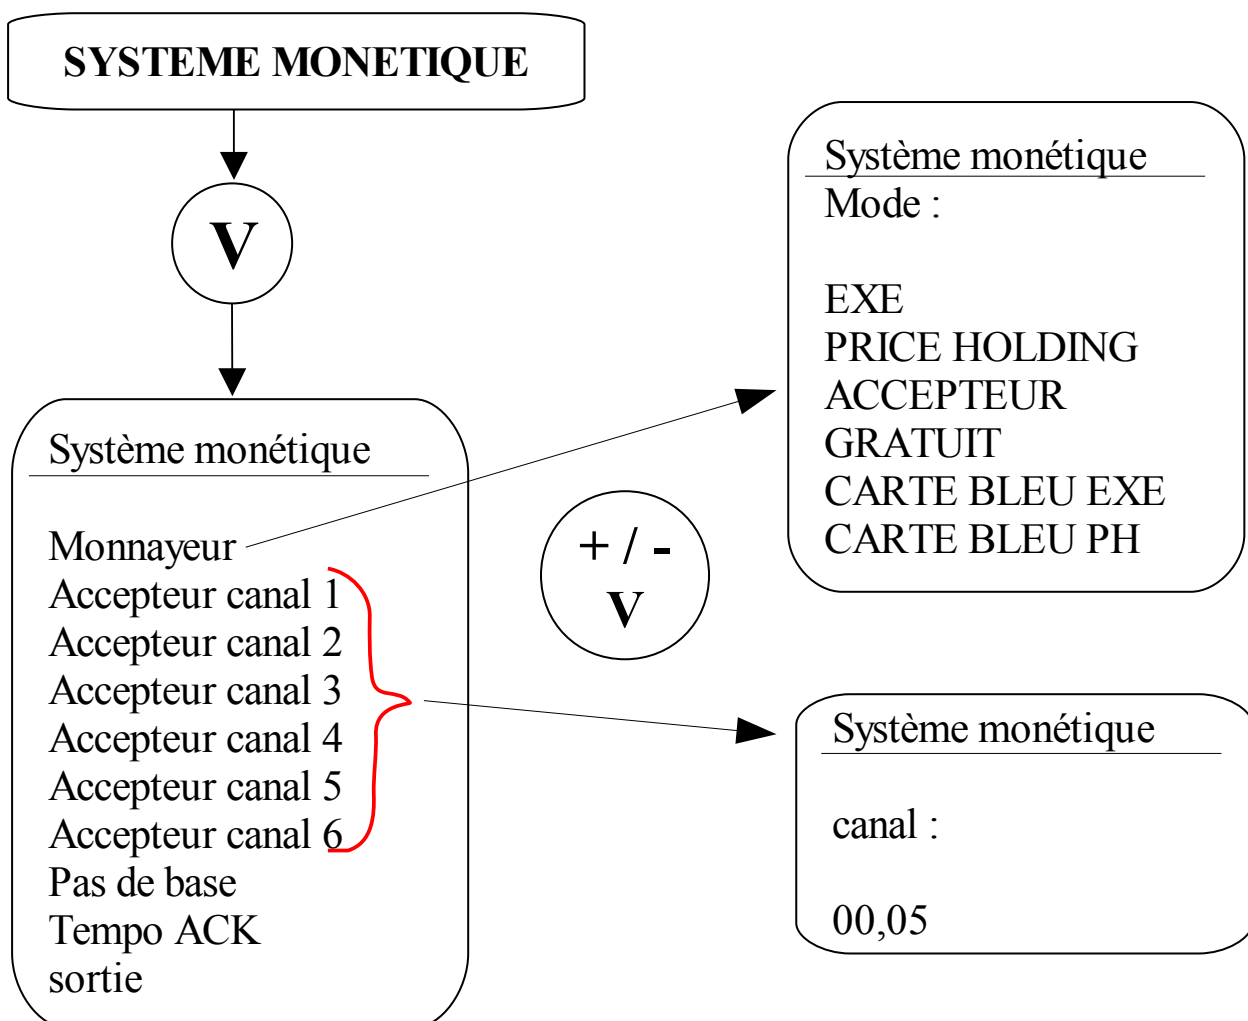 SYSTEME MONETIQUE
V
Système monétique
Monnayeur
Accepteur canal 1
Accepteur canal 2
Accepteur canal 3
Accepteur canal 4
Accepteur canal 5
Accepteur canal 6
Pas de base
Tempo ACK
sortie
+ / -
V
Système monétique
Mode :
EXE
PRICE HOLDING
ACCEPTEUR
GRATUIT
CARTE BLEU EXE
CARTE BLEU PH
Système monétique
canal :
00,05